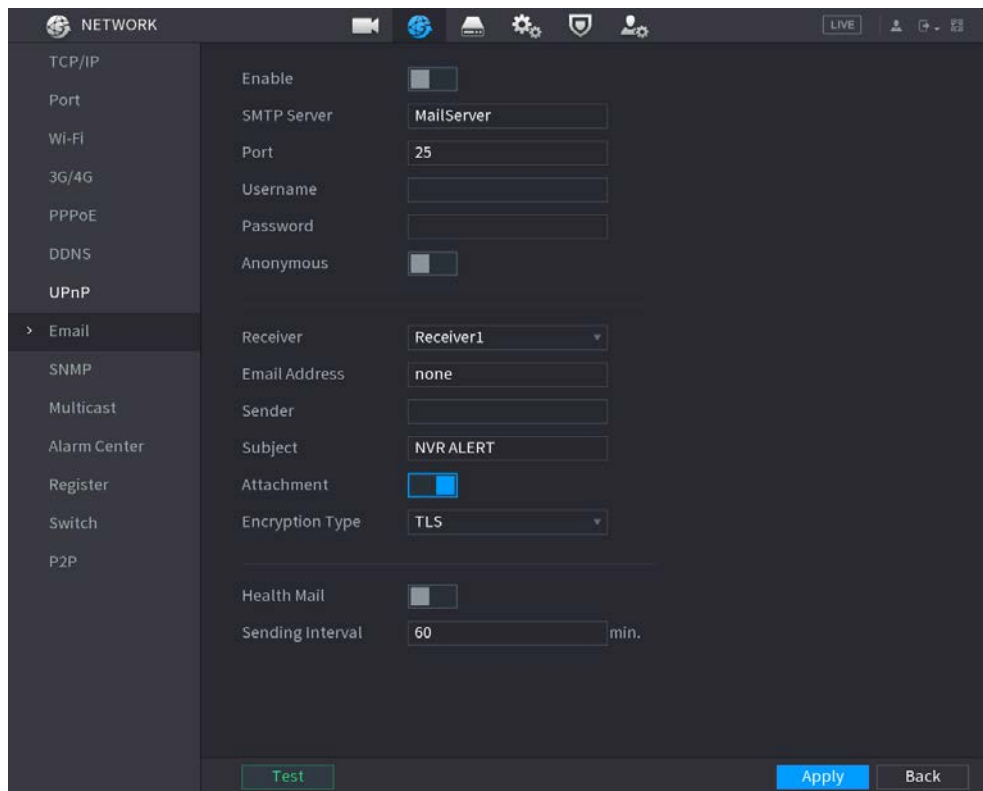 NETWORK
LIVE
TCP/IP
Port
Wi-Fi
3G/4G
PPPoE
DDNS
UPnP
> Email
SNMP
Multicast
Alarm Center
Register
Switch
P2P
Enable
SMTP Server MailServer
Port 25
Username
Password
Anonymous
Receiver Receiver1
Email Address none
Sender
Subject NVR ALERT
Attachment
Encryption Type TLS
Health Mail
Sending Interval 60 min.
Test Apply Back